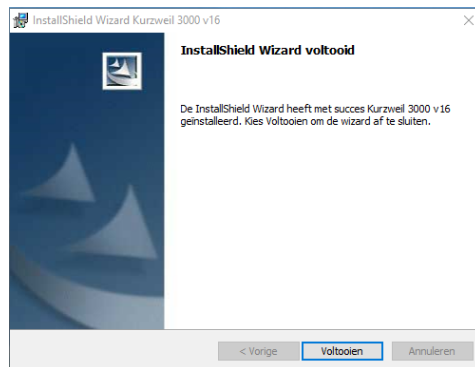 InstallShield Wizard Kurzweil 3000 v16
InstallShield Wizard voltooid
De InstallShield Wizard heeft met succes Kurzweil 3000 v16
geïnstalleerd. Kies Voltooien om de wizard af te sluiten.
< Vorige
Voltooien
Annuleren